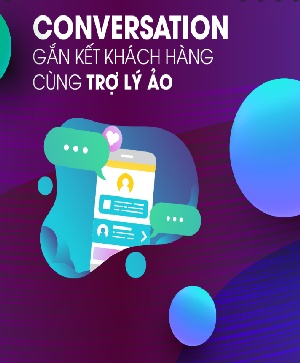 CONVERSATION
GẮN KẾT KHÁCH HÀNG
CÙNG TRỢ LÝ ẢO